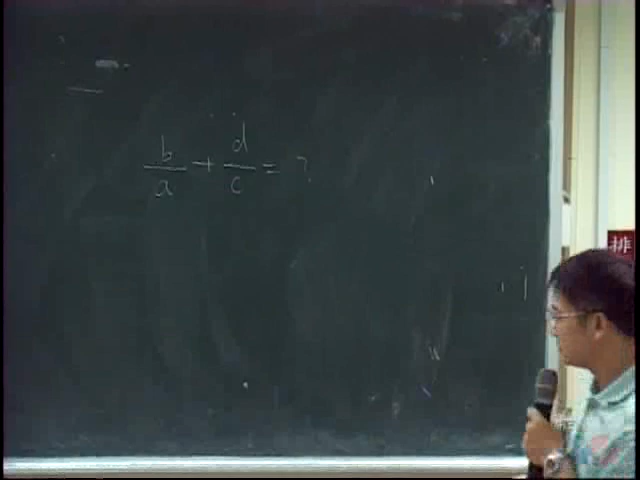 b/a + d/c = ?
排